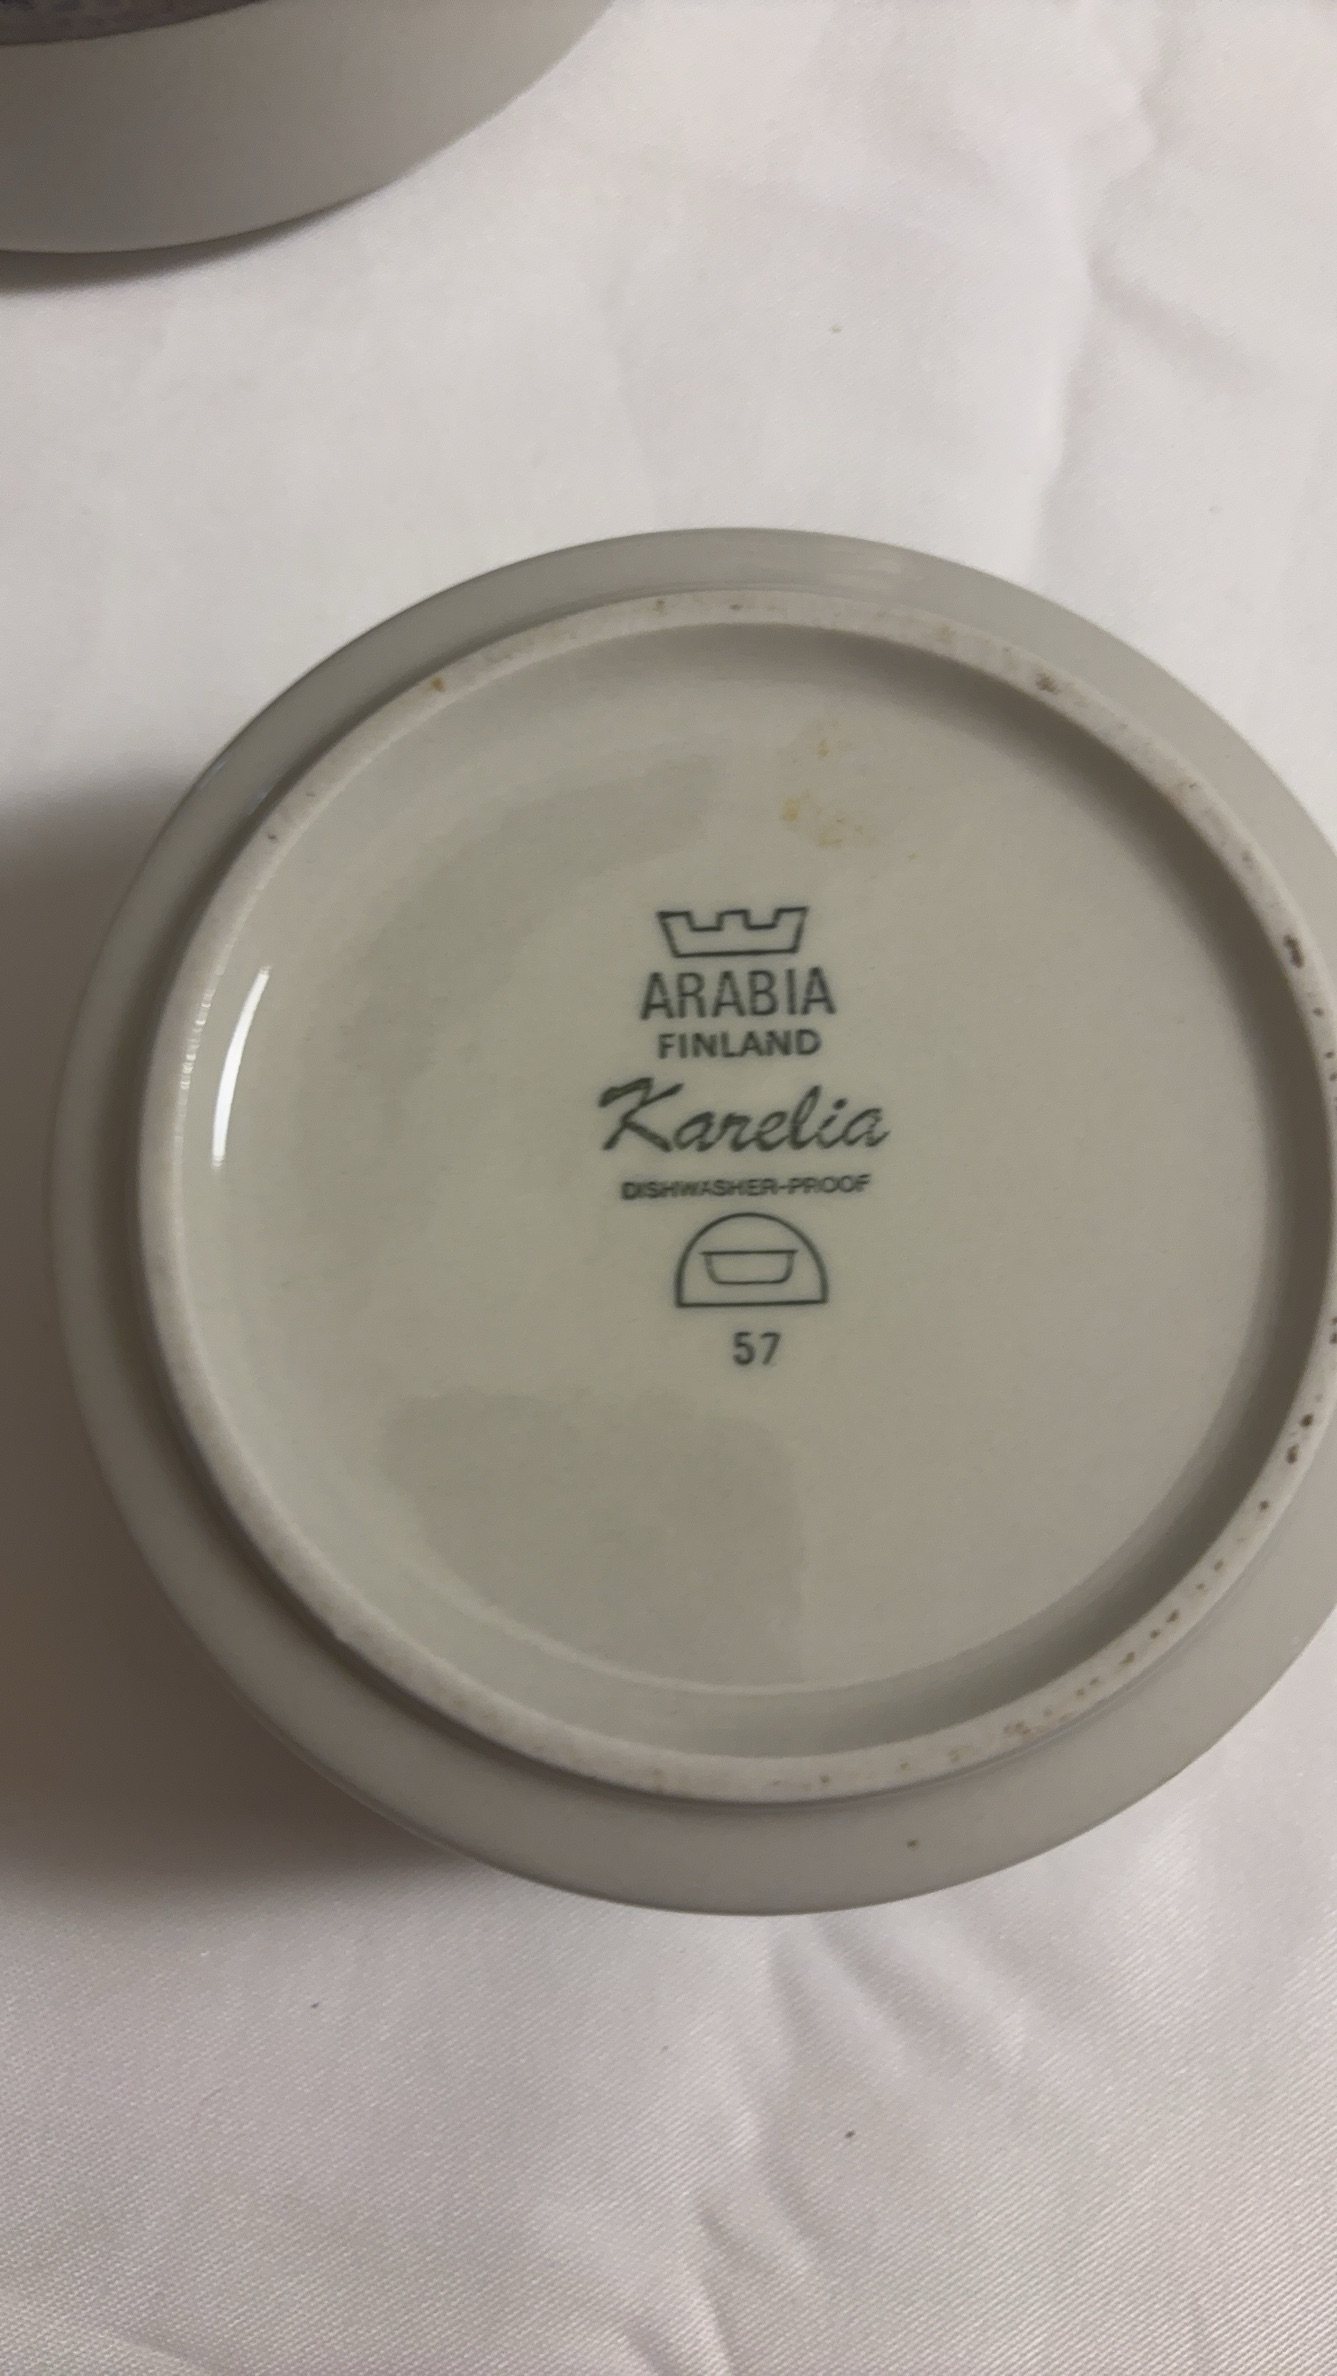 ARABIA
FINLAND
Karelia
DISHWASHER-PROOF
57